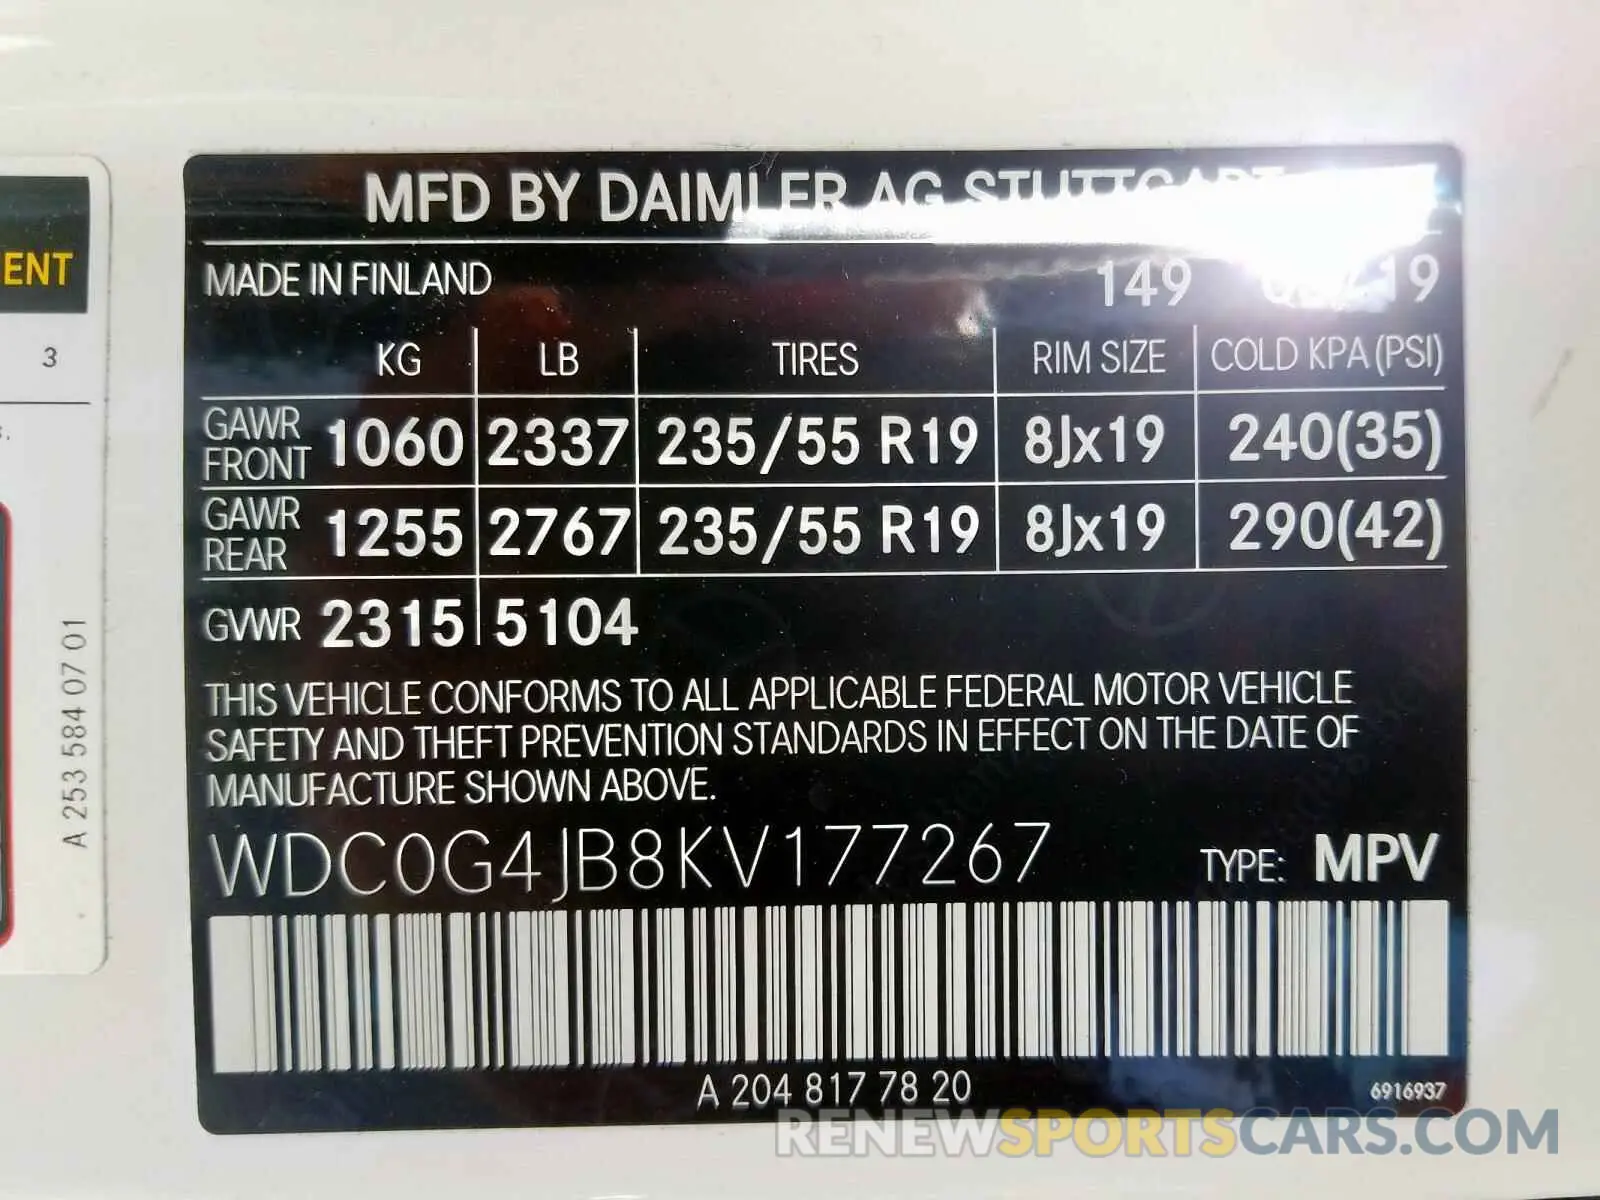 MFD BY DAIMLER AG STUTTGART
MADE IN FINLAND 149
KG LB TIRES RIM SIZE COLD KPA (PSI)
GAWR FRONT 1060 2337 235/55 R19 8Jx19 240(35)
GAWR REAR 1255 2767 235/55 R19 8Jx19 290(42)
GVWR 2315 5104
THIS VEHICLE CONFORMS TO ALL APPLICABLE FEDERAL MOTOR VEHICLE
SAFETY AND THEFT PREVENTION STANDARDS IN EFFECT ON THE DATE OF
MANUFACTURE SHOWN ABOVE.
WDC0G4JB8KV177267 TYPE: MPV
A 204 817 78 20
6916937
ENT
3
A 253 584 07 01
RENEWSPORTSCARS.COM